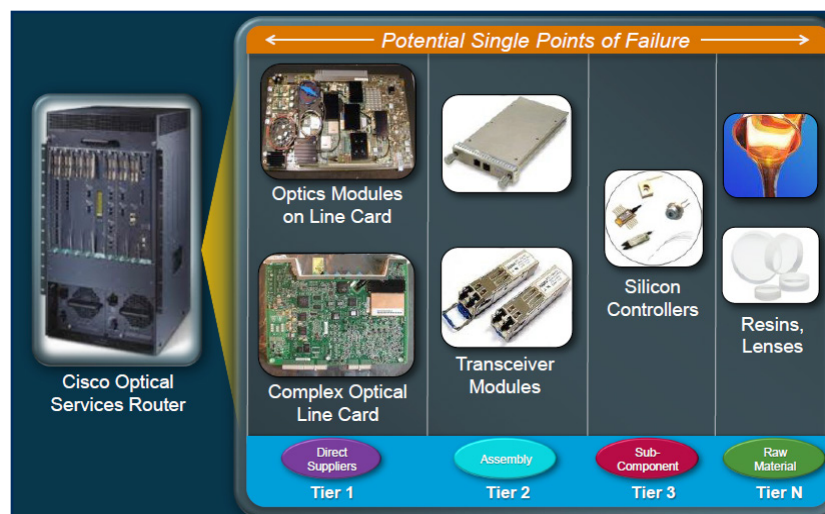 Potential Single Points of Failure
Cisco Optical
Services Router
Optics Modules
on Line Card
Complex Optical
Line Card
Transceiver
Modules
Silicon
Controllers
Resins,
Lenses
Direct
Suppliers
Tier 1
Assembly
Tier 2
Sub-
Component
Tier 3
Raw
Material
Tier N